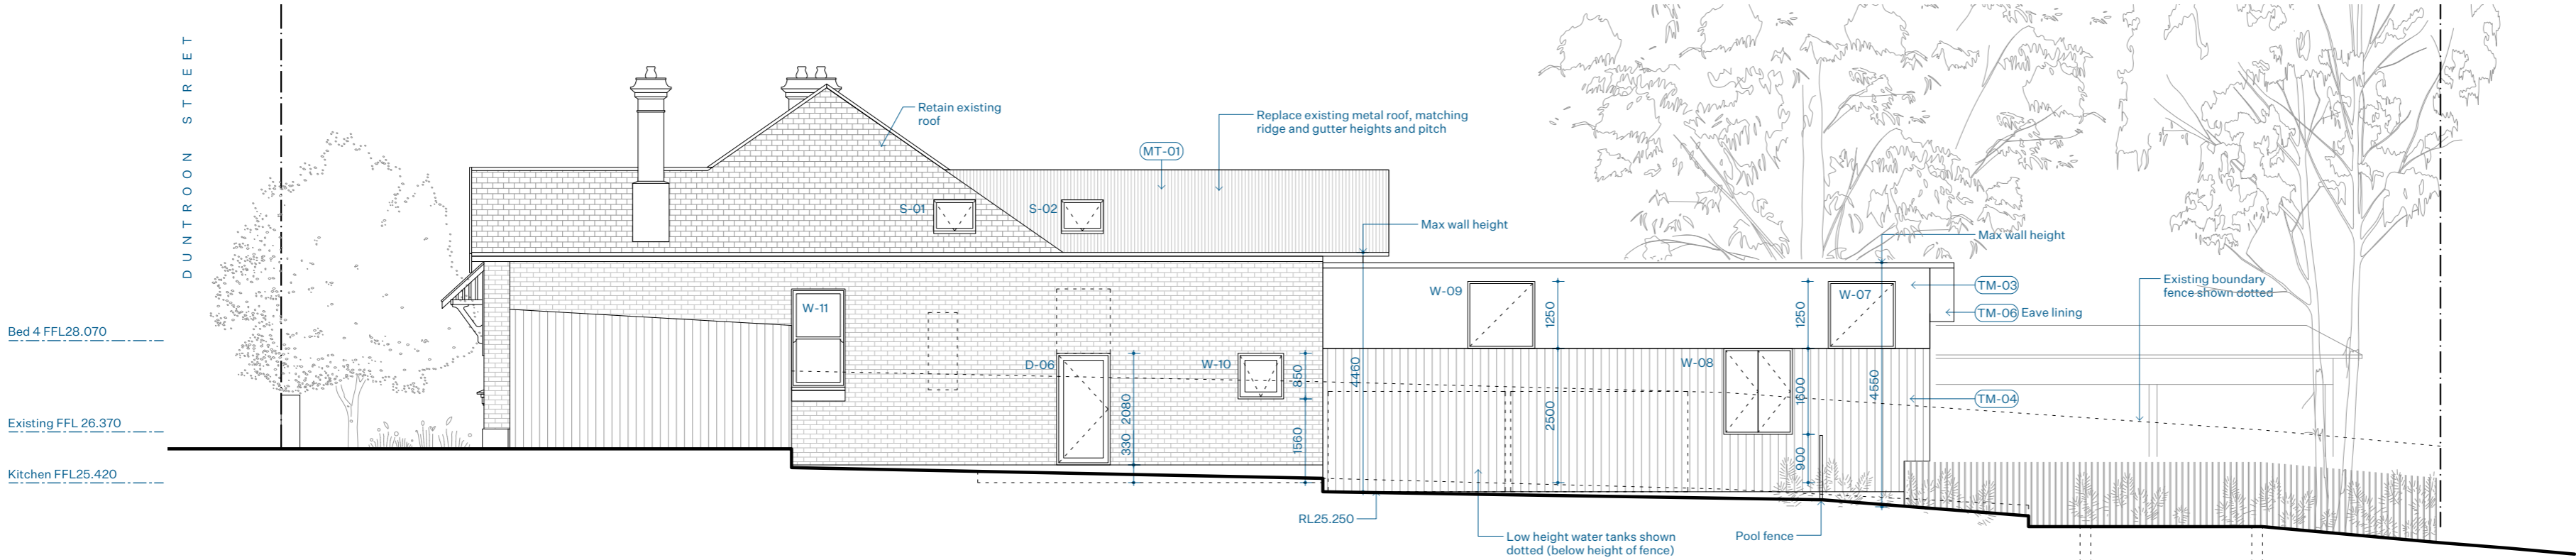 DUNTROON STREET
Retain existing
roof
Replace existing metal roof, matching
ridge and gutter heights and pitch
MT-01
S-01
S-02
Max wall height
Max wall height
W-09
W-07
TM-03
TM-06 Eave lining
Existing boundary
fence shown dotted
W-11
1250
1250
Bed 4 FFL28.070
D-06
W-10
W-08
850
4460
1600
4550
TM-04
2080
2500
Existing FFL 26.370
330
1560
900
Kitchen FFL25.420
RL25.250
Low height water tanks shown
dotted (below height of fence)
Pool fence